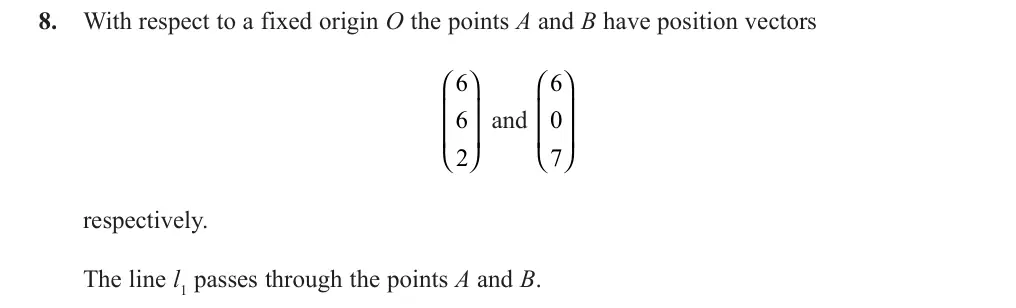 8. With respect to a fixed origin O the points A and B have position vectors
(6 6 2) and (6 0 7)
respectively.
The line l₁ passes through the points A and B.